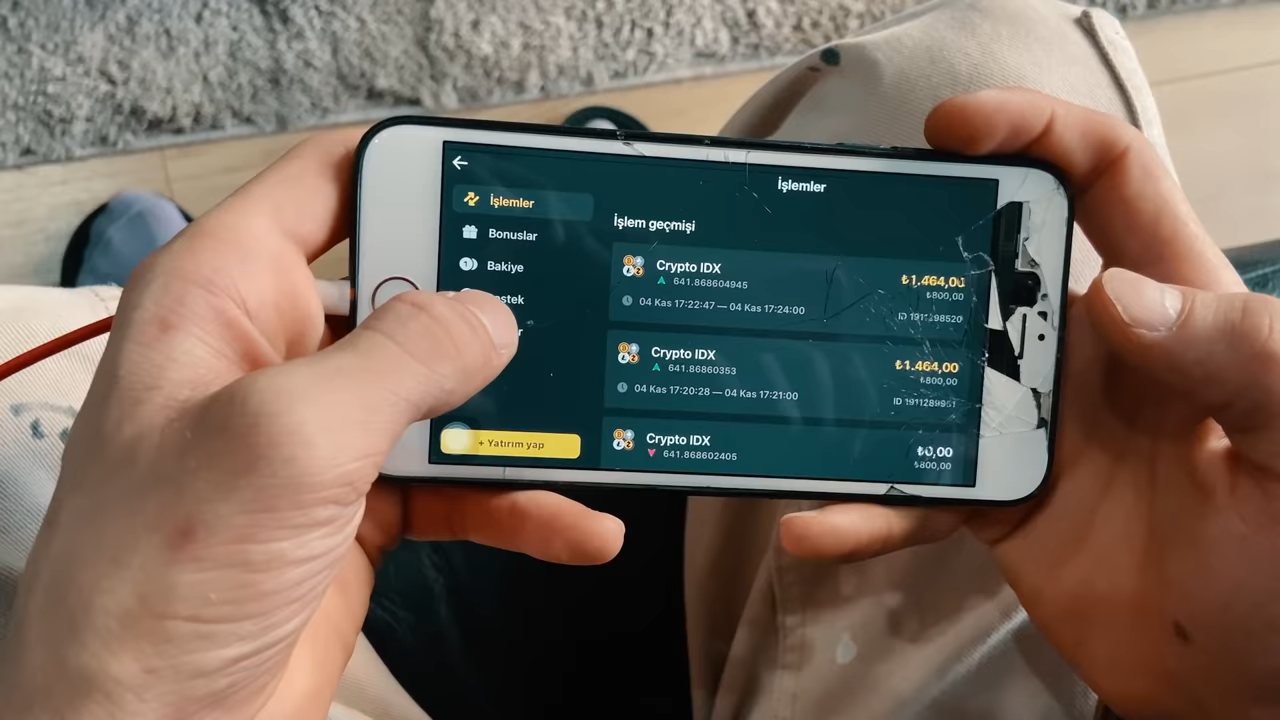 İşlemler
İşlemler
Bonuslar
Bakiye
+ Yatırım yap
İşlem geçmişi
Crypto IDX
641.868604945
04 Kas 17:22:47 — 04 Kas 17:24:00
₺1.464,00
₺800,00
Crypto IDX
641.86860353
04 Kas 17:20:28 — 04 Kas 17:21:00
₺1.464,00
₺800,00
Crypto IDX
641.868602405
₺0,00
₺800,00